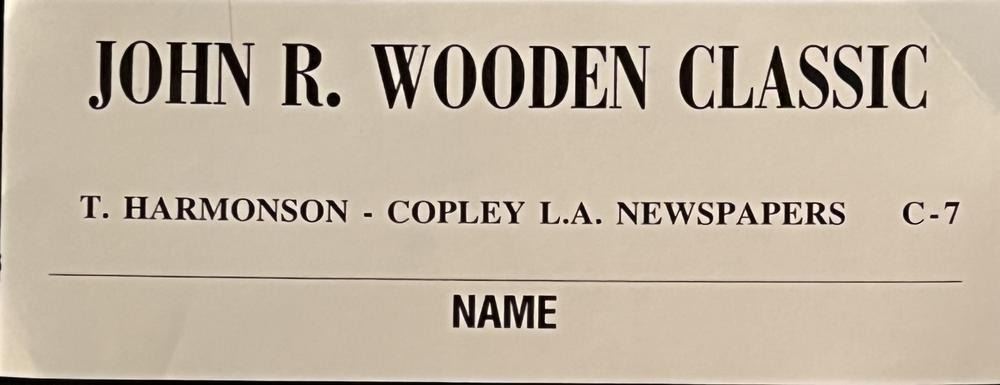 JOHN R. WOODEN CLASSIC
T. HARMONSON - COPLEY L.A. NEWSPAPERS C-7
NAME